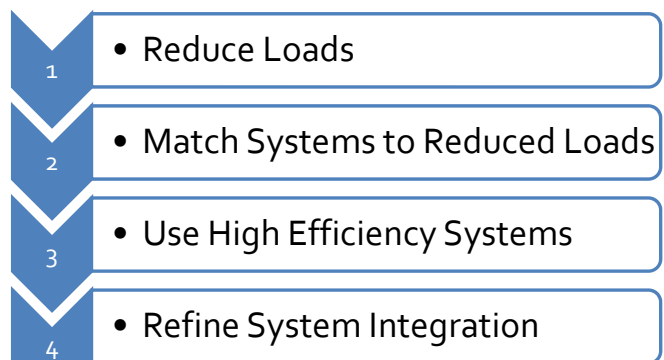 1 • Reduce Loads
2 • Match Systems to Reduced Loads
3 • Use High Efficiency Systems
4 • Refine System Integration